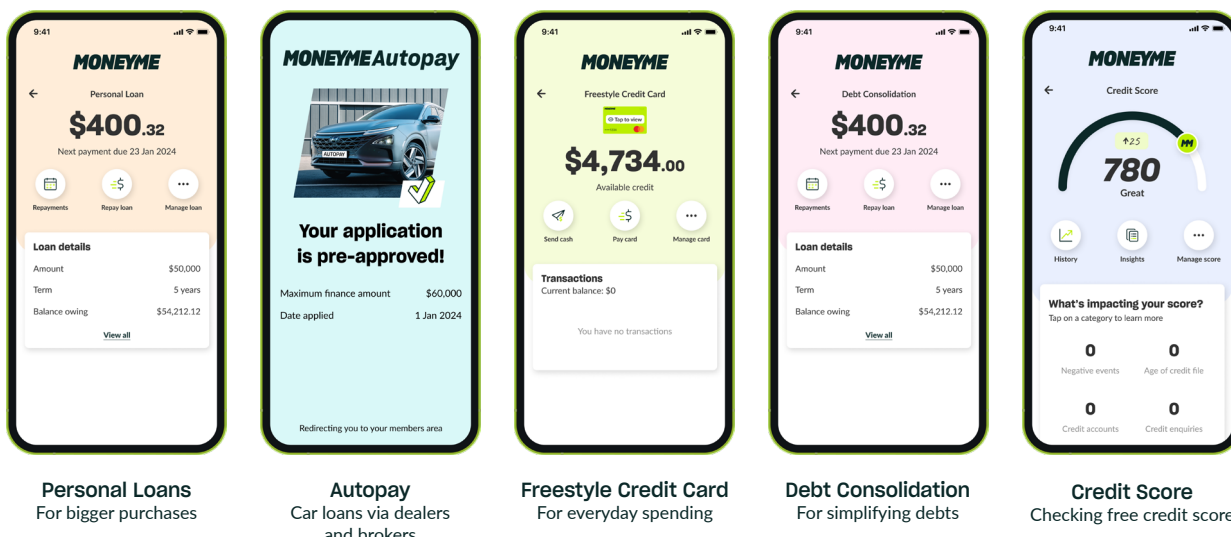 9:41
MONEYME
Personal Loan
$400.32
Next payment due 23 Jan 2024
Repayments
Repay loan
Manage loan
Loan details
Amount $50,000
Term 5 years
Balance owing $54,212.12
View all
Personal Loans
For bigger purchases
MONEYME Autopay
AUTOPAY
Your application
is pre-approved!
Maximum finance amount $60,000
Date applied 1 Jan 2024
Redirecting you to your members area
Autopay
Car loans via dealers
and brokers
9:41
MONEYME
Freestyle Credit Card
Tap to view
$4,734.00
Available credit
Send cash
Pay card
Manage card
Transactions
Current balance: $0
You have no transactions
Freestyle Credit Card
For everyday spending
9:41
MONEYME
Debt Consolidation
$400.32
Next payment due 23 Jan 2024
Repayments
Repay loan
Manage loan
Loan details
Amount $50,000
Term 5 years
Balance owing $54,212.12
View all
Debt Consolidation
For simplifying debts
9:41
MONEYME
Credit Score
↑25
780
Great
History
Insights
Manage score
What's impacting your score?
Tap on a category to learn more
0 0
Negative events Age of credit file
0 0
Credit accounts Credit enquiries
Credit Score
Checking free credit score